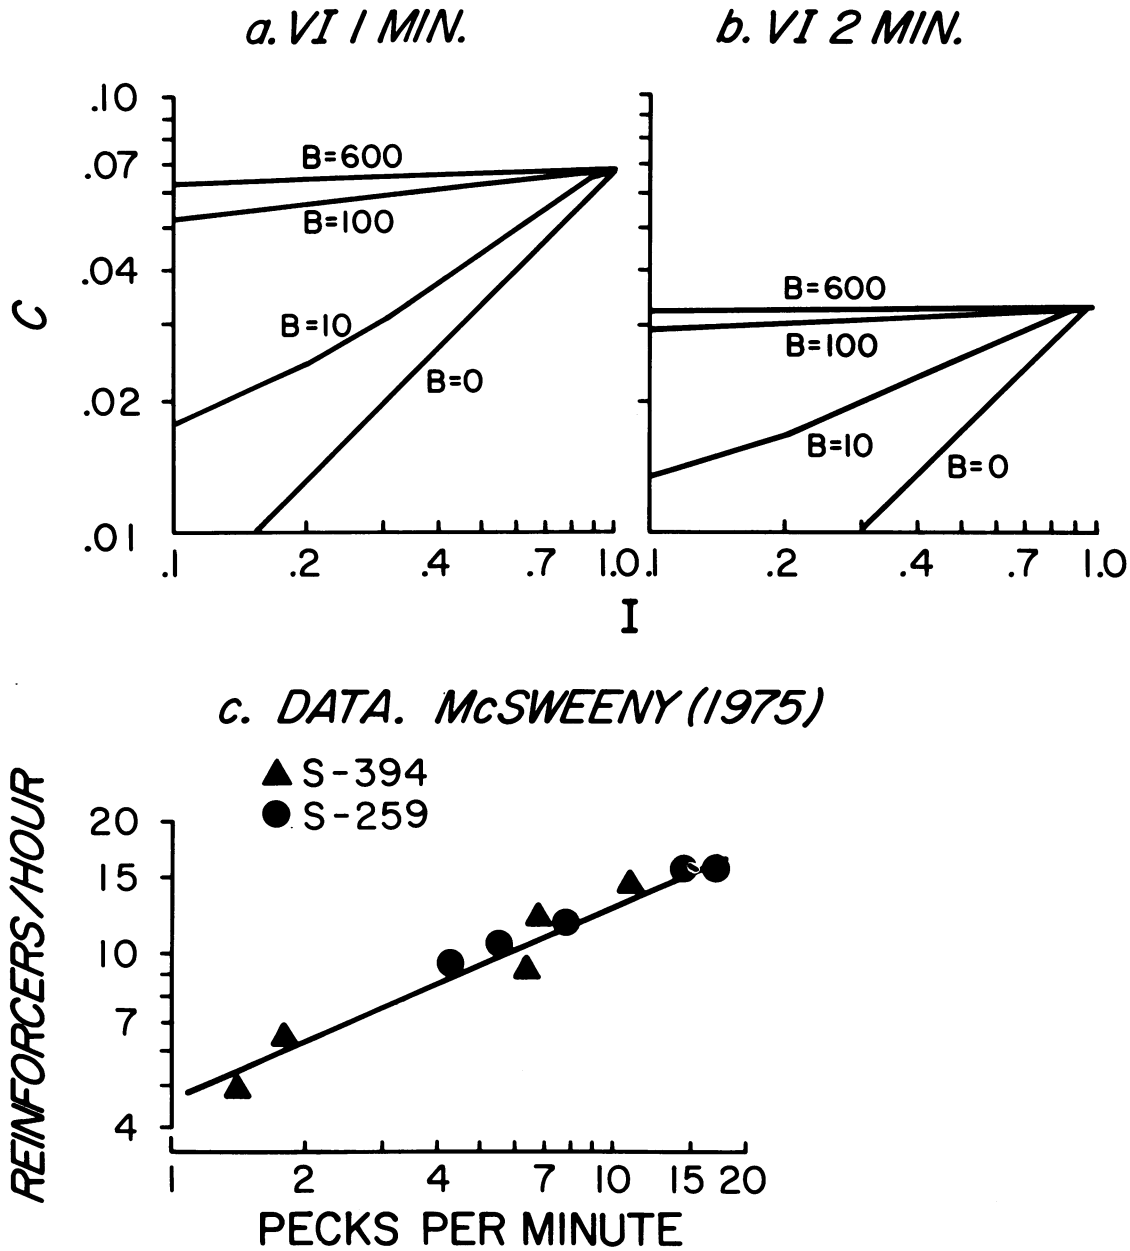 a. VI 1 MIN. b. VI 2 MIN.
.10
.07
.04
.02
.01
C
B=600
B=100
B=10
B=0
B=600
B=100
B=10
B=0
.1 .2 .4 .7 1.0 .1 .2 .4 .7 1.0
I
c. DATA. McSWEENY (1975)
S-394
S-259
REINFORCERS/HOUR
20
15
10
7
4
1 2 4 7 10 15 20
PECKS PER MINUTE